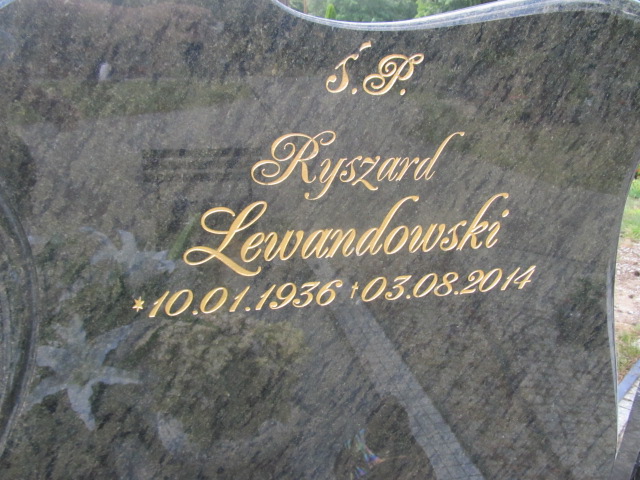 Ś.P.
Ryszard
Lewandowski
*10.01.1936 †03.08.2014